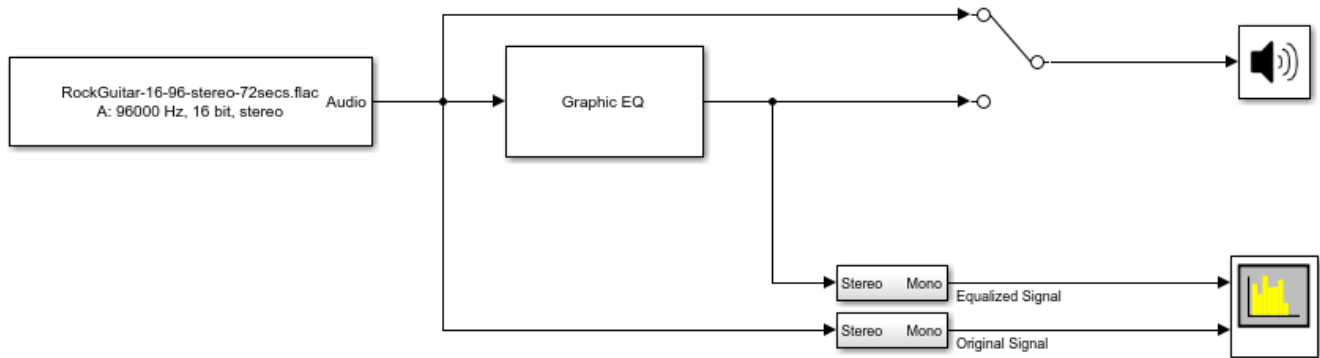 RockGuitar-16-96-stereo-72secs.flac
A: 96000 Hz, 16 bit, stereo
Audio
Graphic EQ
Stereo Mono
Equalized Signal
Stereo Mono
Original Signal